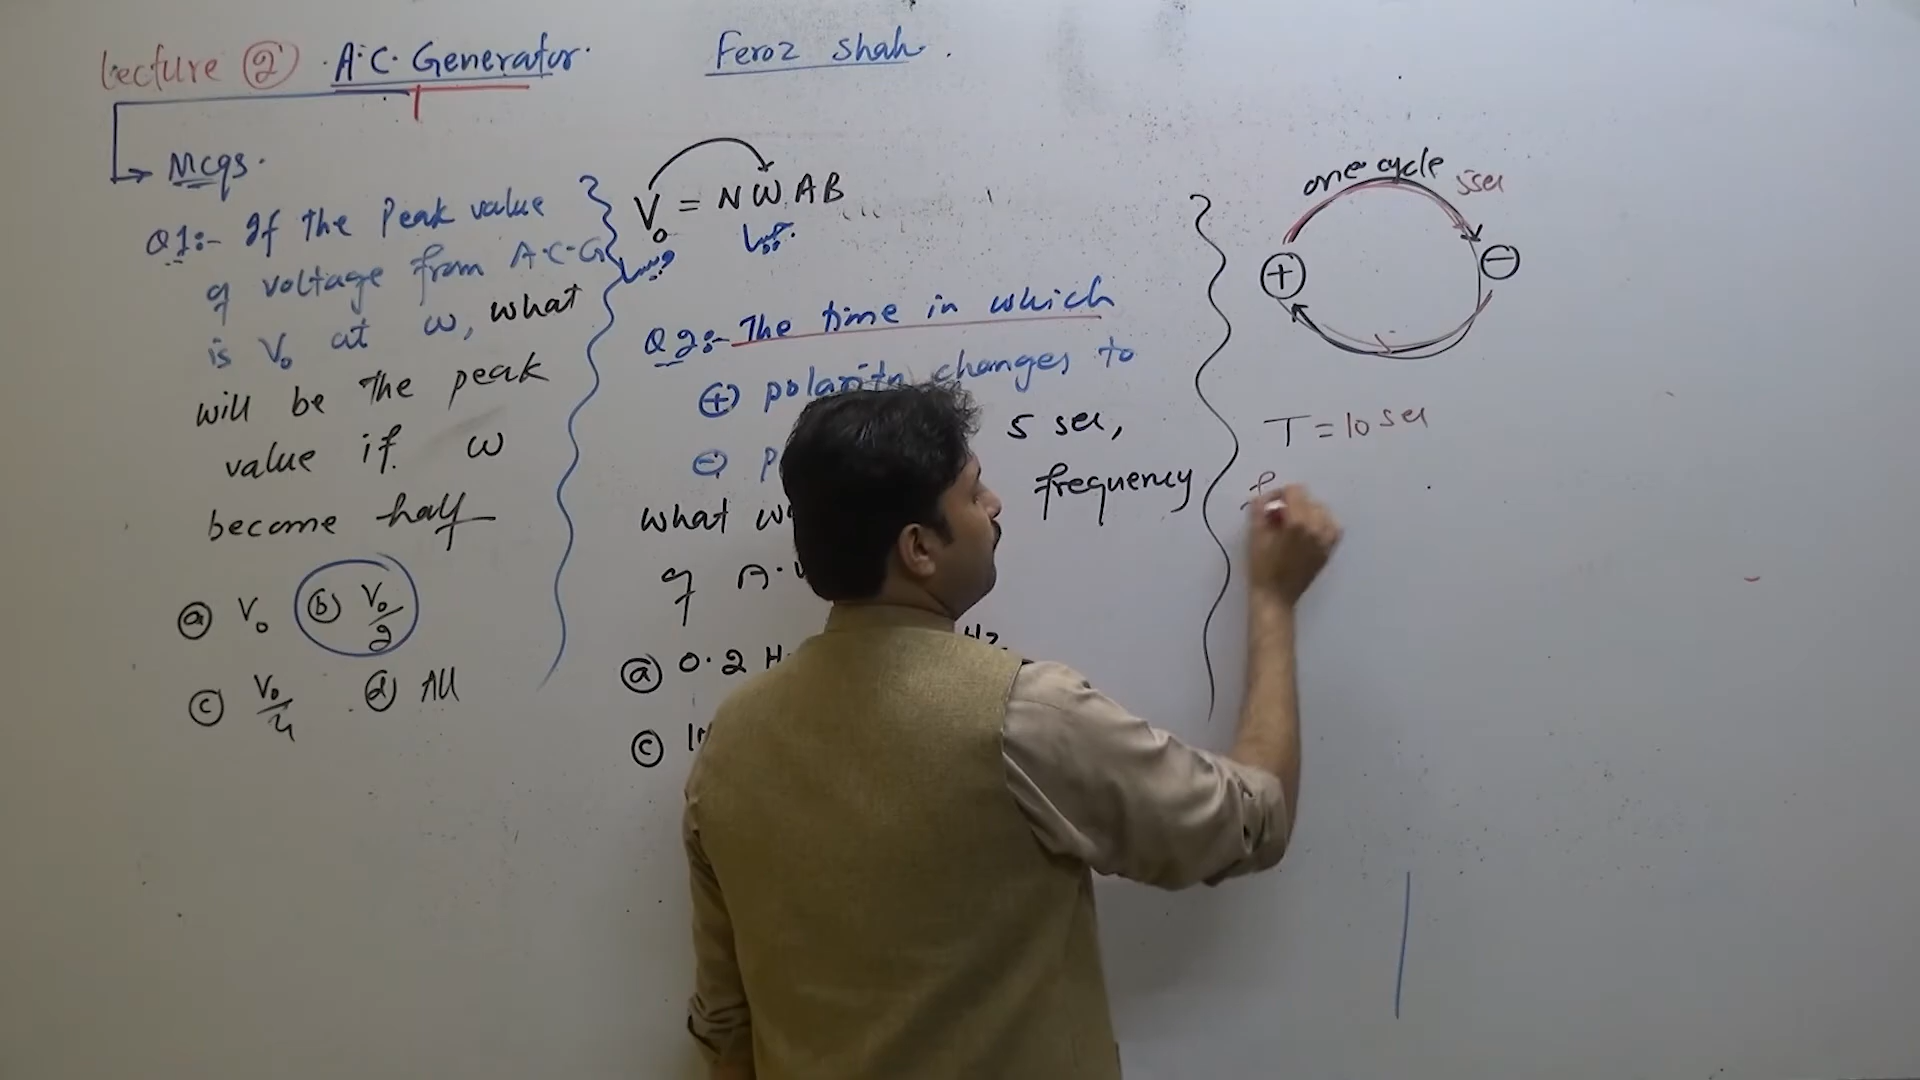 Lecture ② A.C. Generator.
Feroz Shah.
Mcqs.
Q1:- If the Peak value
of voltage from A.C.G
is V₀ at ω, what
will be the peak
value if ω
become half
ⓐ V₀ ⓑ V₀/2
ⓒ V₀/4 ⓓ All
V₀ = NWAB
Q2:- The time in which
⊕ polarity changes to
⊖ 5 sec,
what frequency
of A.
ⓐ 0.2 Hz
ⓒ
one cycle 5sec
+ −
T = 10 sec
f